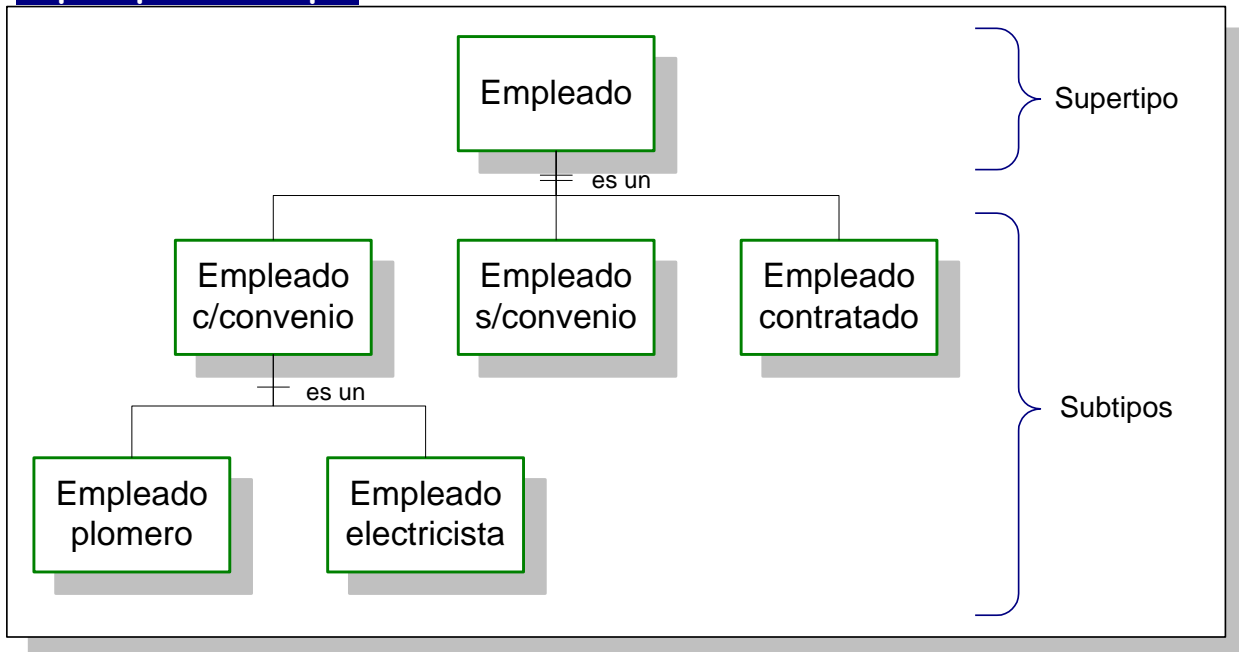 Empleado
Supertipo
es un
Empleado
c/convenio
Empleado
s/convenio
Empleado
contratado
es un
Subtipos
Empleado
plomero
Empleado
electricista